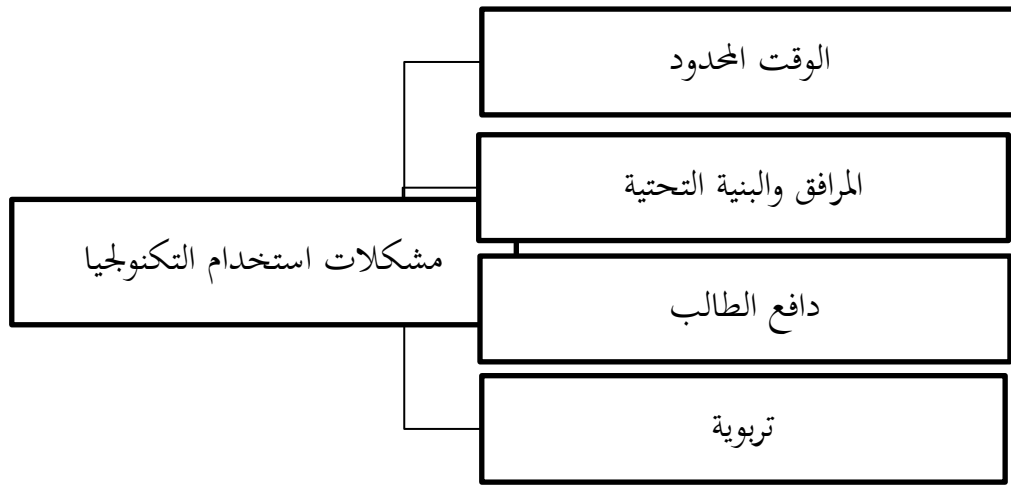 الوقت المحدود
المرافق والبنية التحتية
مشكلات استخدام التكنولجيا
دافع الطالب
تربوية